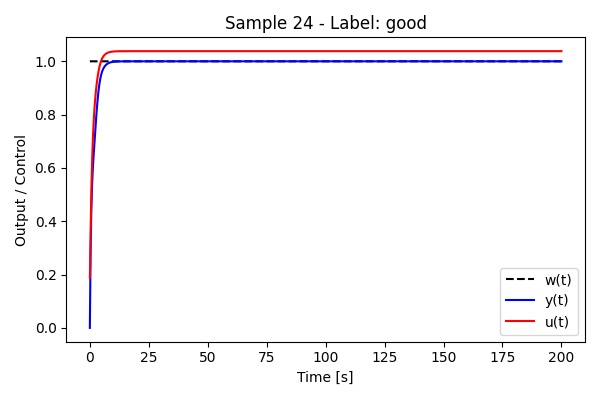 Sample 24 - Label: good
Output / Control
1.0
0.8
0.6
0.4
0.2
0.0
w(t)
y(t)
u(t)
0 25 50 75 100 125 150 175 200
Time [s]